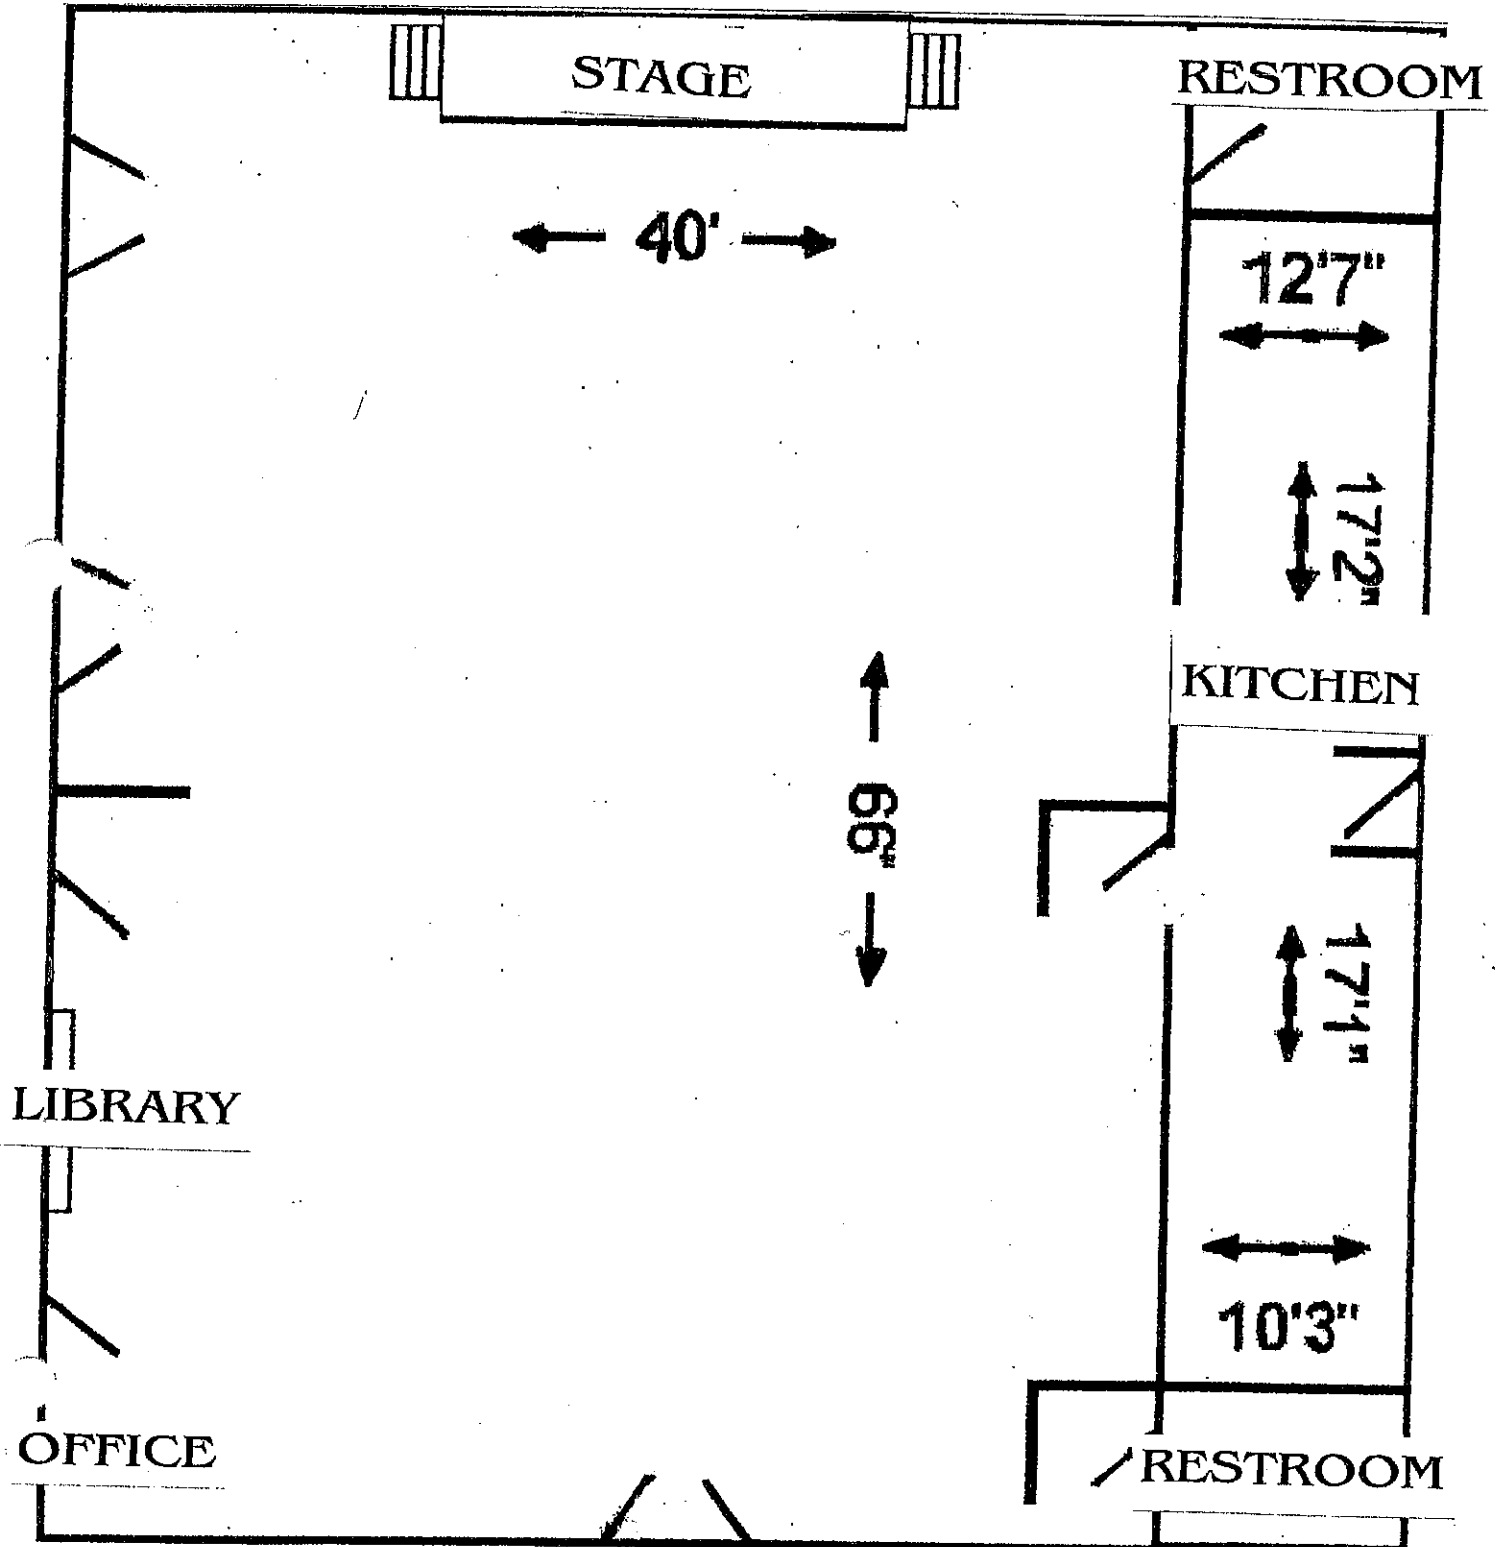 STAGE
RESTROOM
40'
12'7"
17'2"
KITCHEN
66'
17'1"
LIBRARY
10'3"
OFFICE
RESTROOM